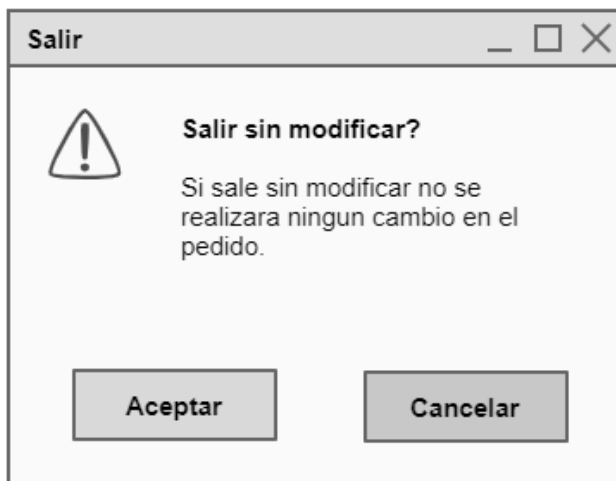 Salir
Salir sin modificar?
Si sale sin modificar no se
realizara ningun cambio en el
pedido.
Aceptar
Cancelar